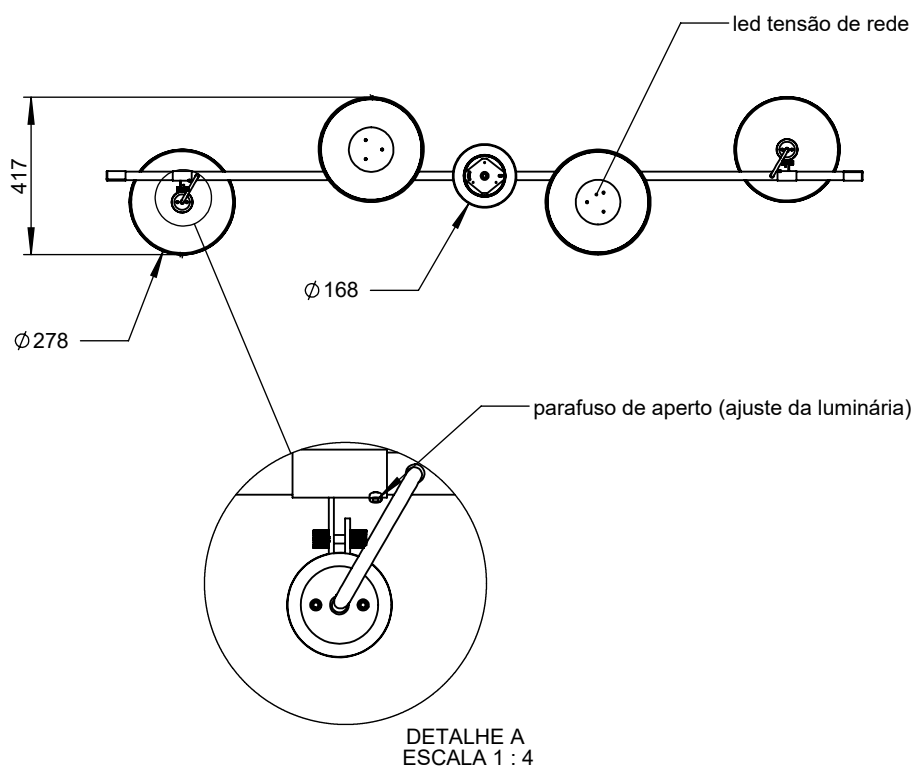 led tensão de rede
417
∅168
∅278
parafuso de aperto (ajuste da luminária)
DETALHE A
ESCALA 1 : 4